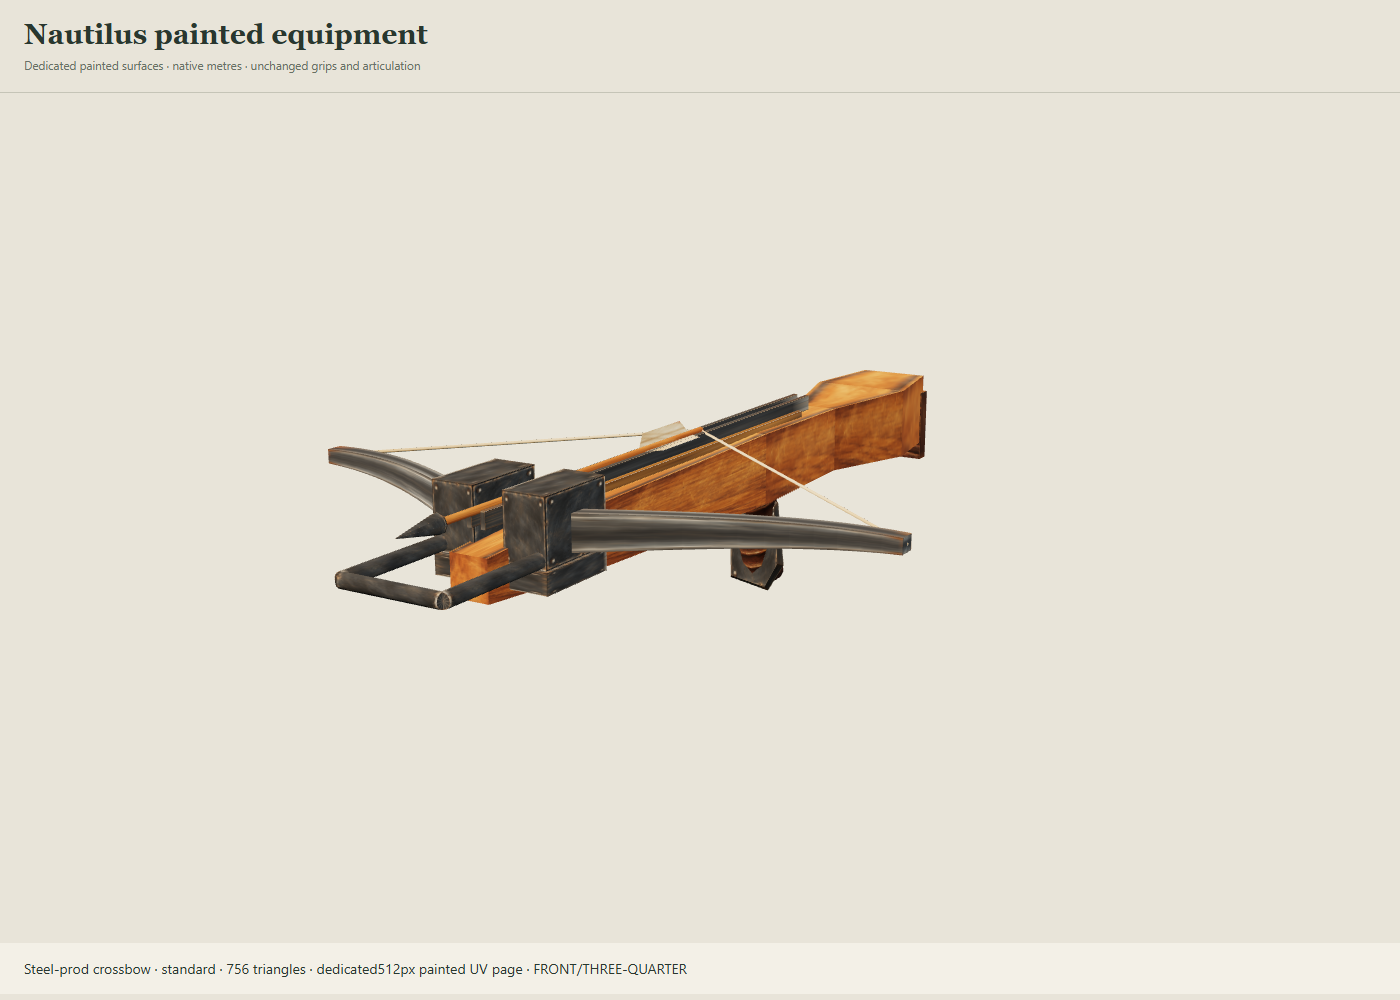 Nautilus painted equipment
Dedicated painted surfaces · native metres · unchanged grips and articulation
Steel-prod crossbow · standard · 756 triangles · dedicated512px painted UV page · FRONT/THREE-QUARTER